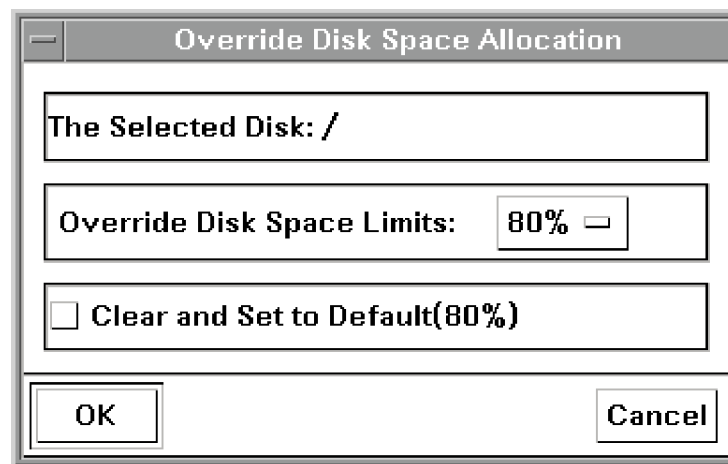 Override Disk Space Allocation
The Selected Disk: /
Override Disk Space Limits: 80%
Clear and Set to Default(80%)
OK Cancel